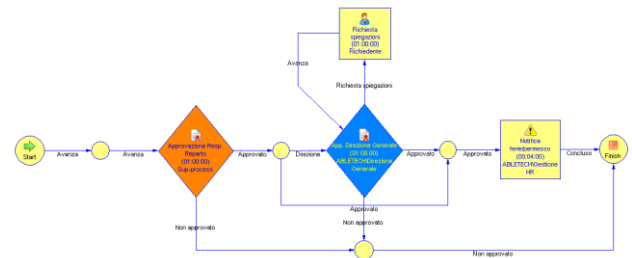 Richiesta
spiegazioni
(01:00:00)
Richiedente
Avanza
Richiesta spiegazioni
Start
Avanza
Avanza
Approvazione Resp.
Reparto
(01:00:00)
Sup-processo
Approvato
Direzione
App. Direzione Generale
(01:00:00)
ABLETECH\Direzione
Generale
Approvato
Approvato
Notifica
ferie/permesso
(00:04:00)
ABLETECH\Gestione
HR
Concluso
Finish
Approvato
Non approvato
Non approvato
Non approvato